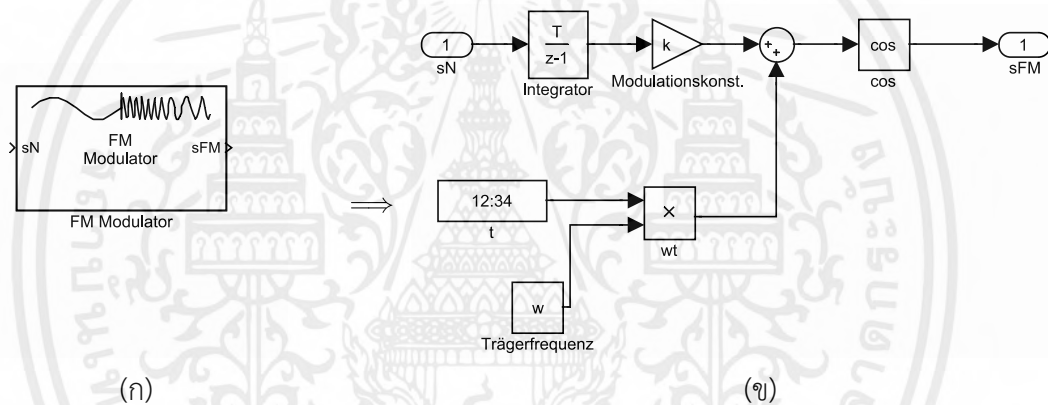 sN
FM
Modulator
sFM
FM Modulator
(ก)
⟹
1
sN
T
z-1
Integrator
k
Modulationskonst.
+
+
cos
cos
1
sFM
12:34
t
×
wt
w
Trägerfrequenz
(ข)